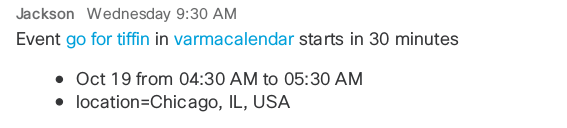 Jackson Wednesday 9:30 AM
Event go for tiffin in varmacalendar starts in 30 minutes
• Oct 19 from 04:30 AM to 05:30 AM
• location=Chicago, IL, USA